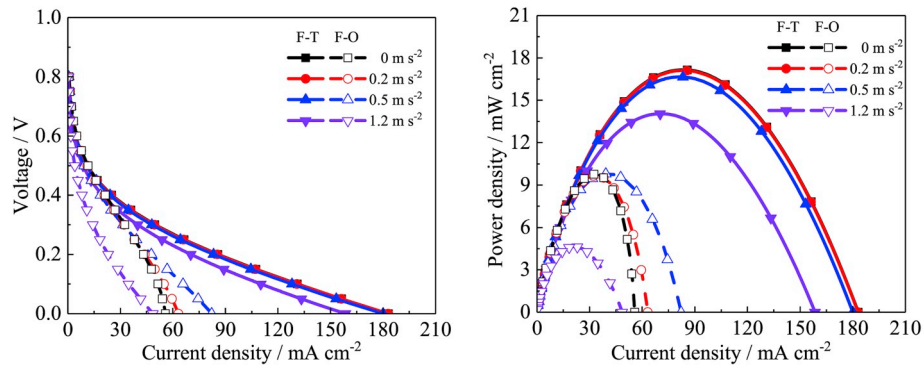 1.0
0.8
0.6
0.4
0.2
0.0
0 30 60 90 120 150 180 210
Voltage / V
Current density / mA cm-2
F-T F-O
0 m s-2
0.2 m s-2
0.5 m s-2
1.2 m s-2
21
18
15
12
9
6
3
0
0 30 60 90 120 150 180 210
Power density / mW cm-2
Current density / mA cm-2
F-T F-O
0 m s-2
0.2 m s-2
0.5 m s-2
1.2 m s-2